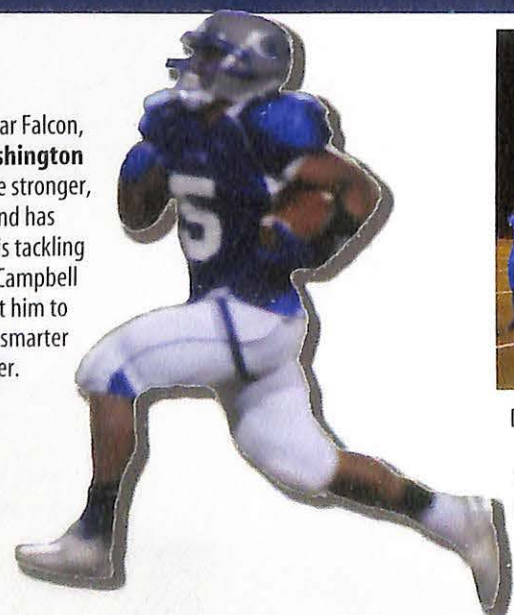 ar Falcon,
shington
e stronger,
nd has
is tackling
Campbell
t him to
smarter
er.
5